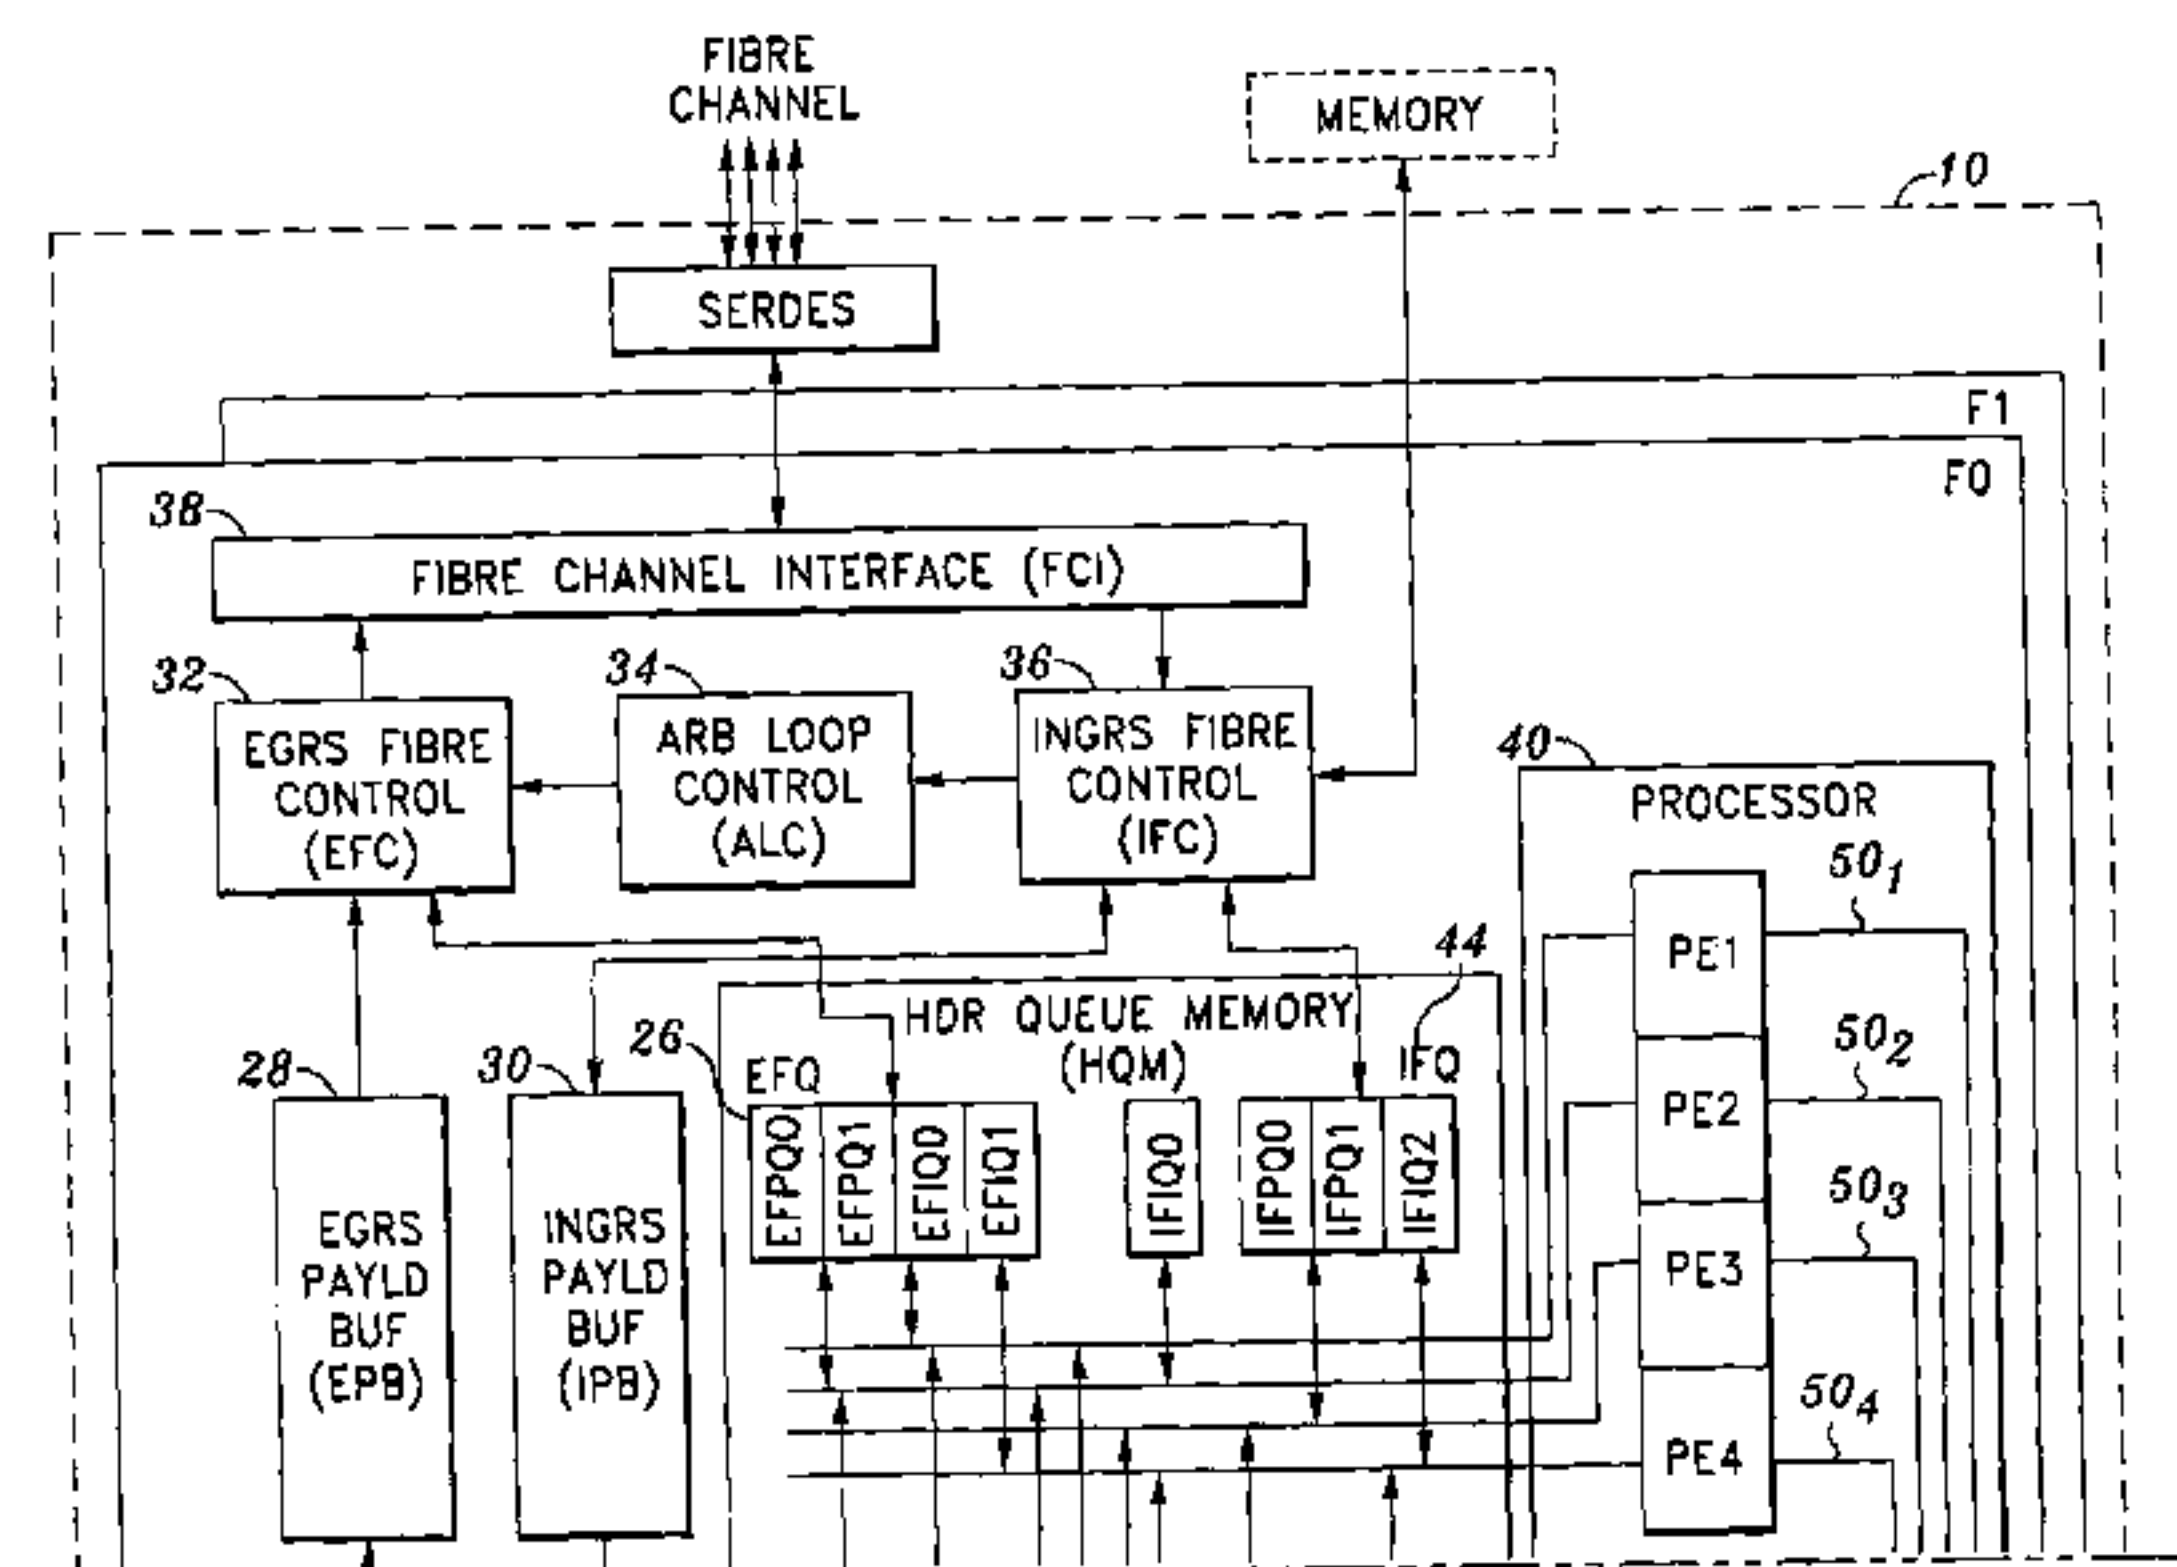 FIBRE
CHANNEL
MEMORY
10
SERDES
F1
F0
38
FIBRE CHANNEL INTERFACE (FCI)
32
34
36
EGRS FIBRE
CONTROL
(EFC)
ARB LOOP
CONTROL
(ALC)
INGRS FIBRE
CONTROL
(IFC)
40
PROCESSOR
50₁
PE1
44
HDR QUEUE MEMORY
(HQM)
26
EFQ
IFQ
28
30
50₂
PE2
EFPQ0
EFPQ1
EFIQ0
EFIQ1
IFIQ0
IFPQ0
IFPQ1
IFIQ2
50₃
PE3
EGRS
PAYLD
BUF
(EPB)
INGRS
PAYLD
BUF
(IPB)
50₄
PE4